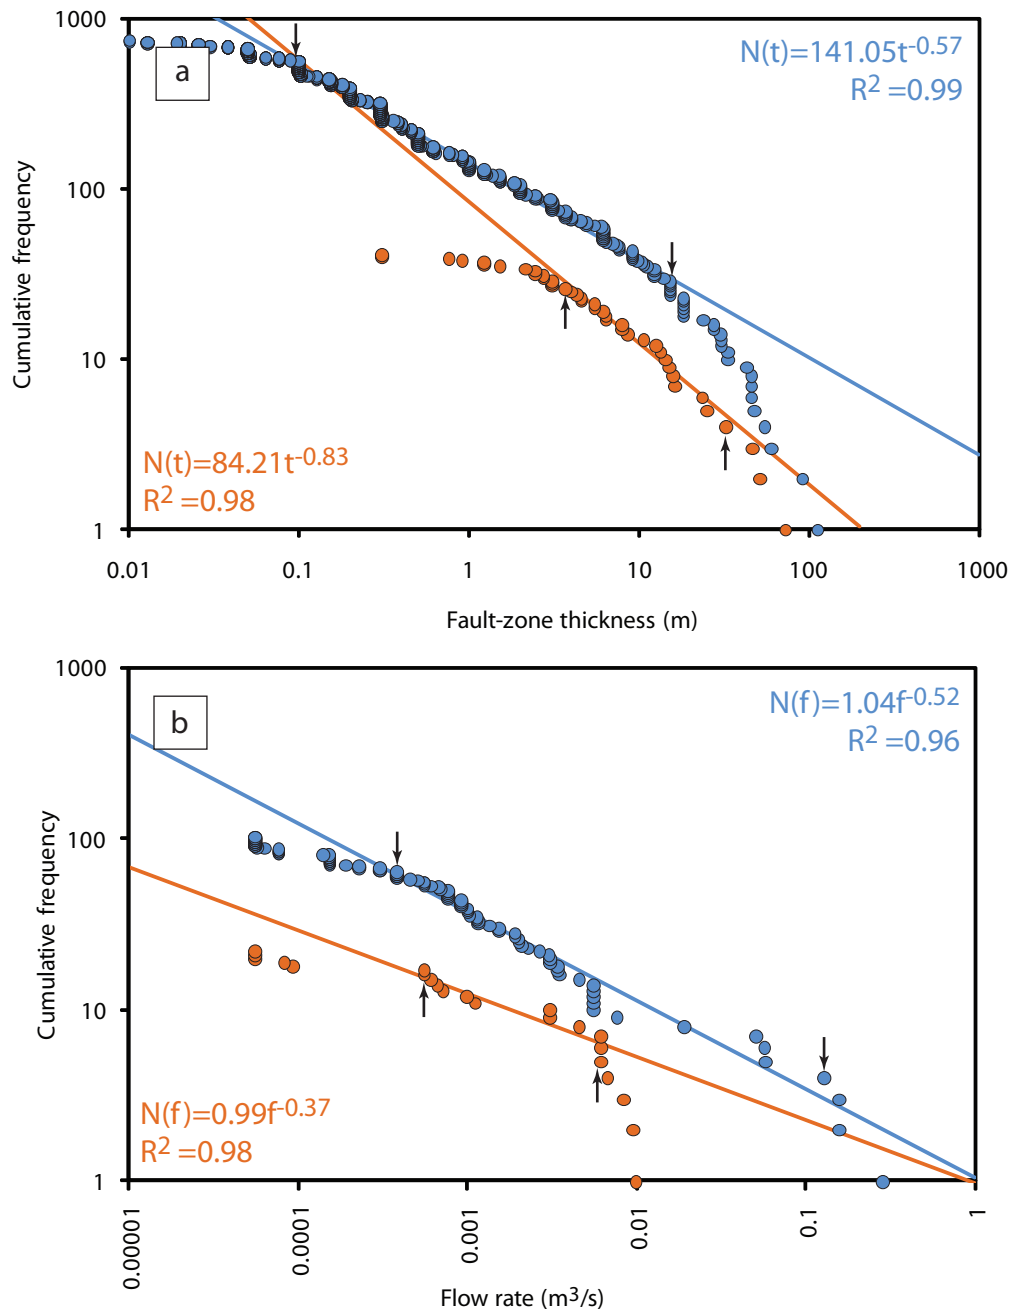 1000
a
N(t)=141.05t-0.57
R2 =0.99
100
Cumulative frequency
10
N(t)=84.21t-0.83
R2 =0.98
1
0.01 0.1 1 10 100 1000
Fault-zone thickness (m)
1000
b
N(f)=1.04f-0.52
R2 =0.96
100
Cumulative frequency
10
N(f)=0.99f-0.37
R2 =0.98
1
0.00001 0.0001 0.0001 0.01 0.1 1
Flow rate (m3/s)